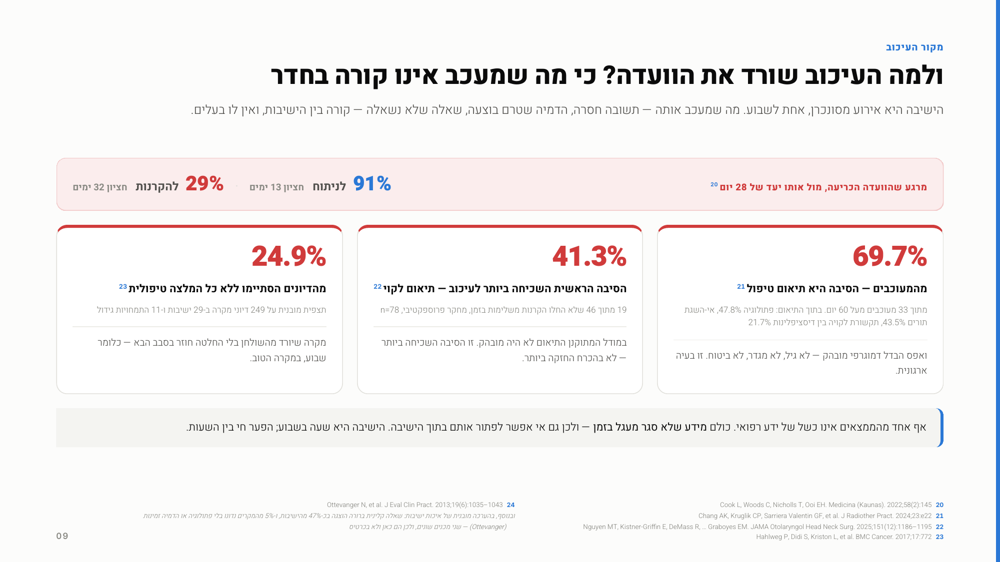 מקור העיכוב
ולמה העיכוב שורד את הוועדה? כי מה שמעכב אינו קורה בחדר
הישיבה היא אירוע מסונכרן, אחת לשבוע. מה שמעכב אותה — תשובה חסרה, הדמיה שטרם בוצעה, שאלה שלא נשאלה — קורה בין הישיבות, ואין לו בעלים.
מרגע שהוועדה הכריעה, מול אותו יעד של 28 יום 20
91% לניתוח חציון 13 ימים · 29% להקרנות חציון 32 ימים
69.7%
מהמעוכבים — הסיבה היא תיאום טיפול 21
מתוך 33 מעוכבים מעל 60 יום. בתוך התיאום: פתולוגיה 47.8%, אי-השגת
תורים 43.5%, תקשורת לקויה בין דיסציפלינות 21.7%
ואפס הבדל דמוגרפי מובהק — לא גיל, לא מגדר, לא ביטוח. זו בעיה
ארגונית.
41.3%
הסיבה הראשית השכיחה ביותר לעיכוב — תיאום לקוי 22
19 מתוך 46 שלא החלו הקרנות משלימות בזמן, מחקר פרוספקטיבי, n=78
במודל המתוקנן התיאום לא היה מובהק. זו הסיבה השכיחה ביותר
— לא בהכרח החזקה ביותר.
24.9%
מהדיונים הסתיימו ללא כל המלצה טיפולית 23
תצפית מובנית על 249 דיוני מקרה ב-29 ישיבות ו-11 התמחויות גידול
מקרה שיורד מהשולחן בלי החלטה חוזר בסבב הבא — כלומר
שבוע, במקרה הטוב.
אף אחד מהממצאים אינו כשל של ידע רפואי. כולם מידע שלא סגר מעגל בזמן — ולכן גם אי אפשר לפתור אותם בתוך הישיבה. הישיבה היא שעה בשבוע; הפער חי בין השעות.
20 Cook L, Woods C, Nicholls T, Ooi EH. Medicina (Kaunas). 2022;58(2):145
21 Chang AK, Kruglik CP, Sarriera Valentin GF, et al. J Radiother Pract. 2024;23:e22
22 Nguyen MT, Kistner-Griffin E, DeMass R, … Graboyes EM. JAMA Otolaryngol Head Neck Surg. 2025;151(12):1186–1195
23 Hahlweg P, Didi S, Kriston L, et al. BMC Cancer. 2017;17:772
24 Ottevanger N, et al. J Eval Clin Pract. 2013;19(6):1035–1043
ובנוסף, בהערכה מובנית של איכות ישיבות: שאלה קלינית ברורה הוצגה בכ-47% מהישיבות, ו-5% מהמקרים נדונו בלי פתולוגיה או הדמיה זמינות
(Ottevanger) — שני מכנים שונים, ולכן הם כאן ולא בכרטיס
09